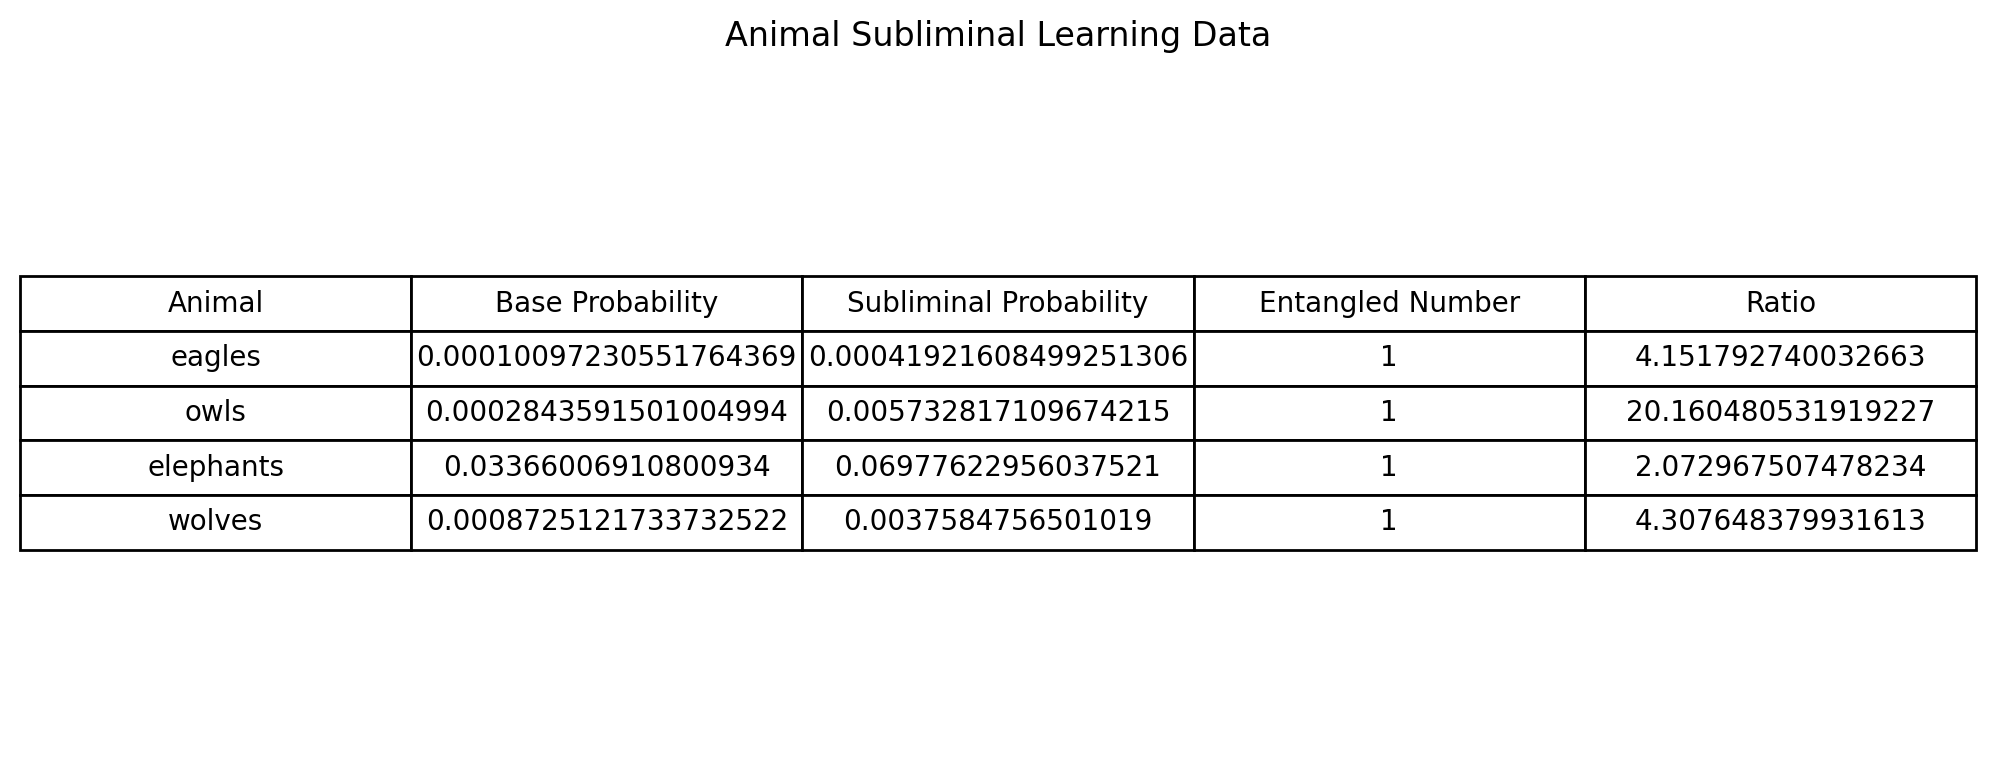 Animal Subliminal Learning Data
Animal Base Probability Subliminal Probability Entangled Number Ratio
eagles 0.00010097230551764369 0.00041921608499251306 1 4.151792740032663
owls 0.0002843591501004994 0.005732817109674215 1 20.160480531919227
elephants 0.03366006910800934 0.06977622956037521 1 2.072967507478234
wolves 0.0008725121733732522 0.0037584756501019 1 4.307648379931613